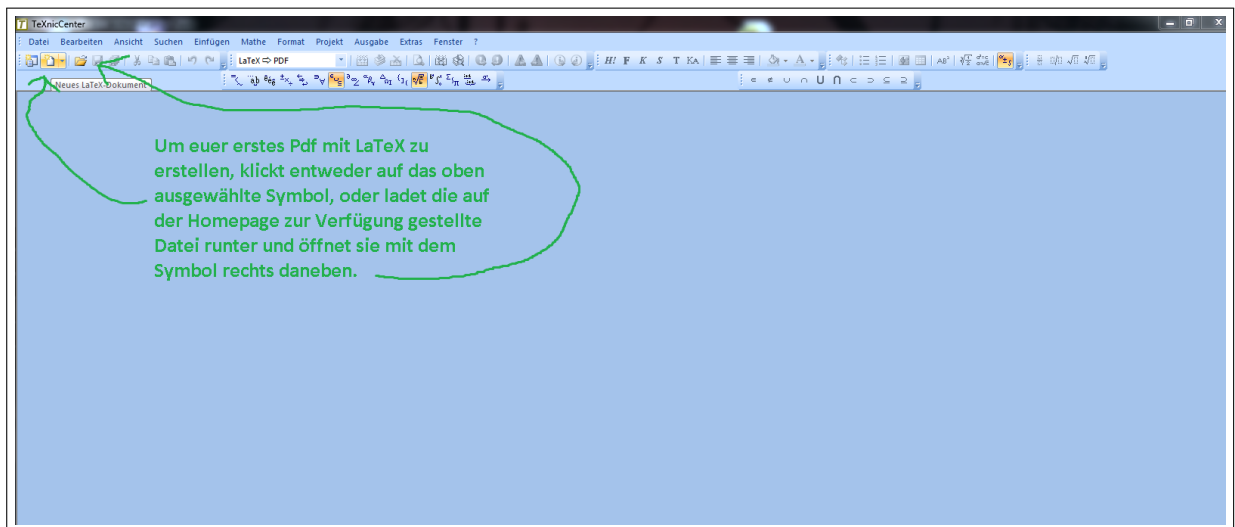 TeXnicCenter
Datei Bearbeiten Ansicht Suchen Einfügen Mathe Format Projekt Ausgabe Extras Fenster ?
LaTeX ⇨ PDF
H! F K S T KA
Neues LaTeX-Dokument
Um euer erstes Pdf mit LaTeX zu
erstellen, klickt entweder auf das oben
ausgewählte Symbol, oder ladet die auf
der Homepage zur Verfügung gestellte
Datei runter und öffnet sie mit dem
Symbol rechts daneben.